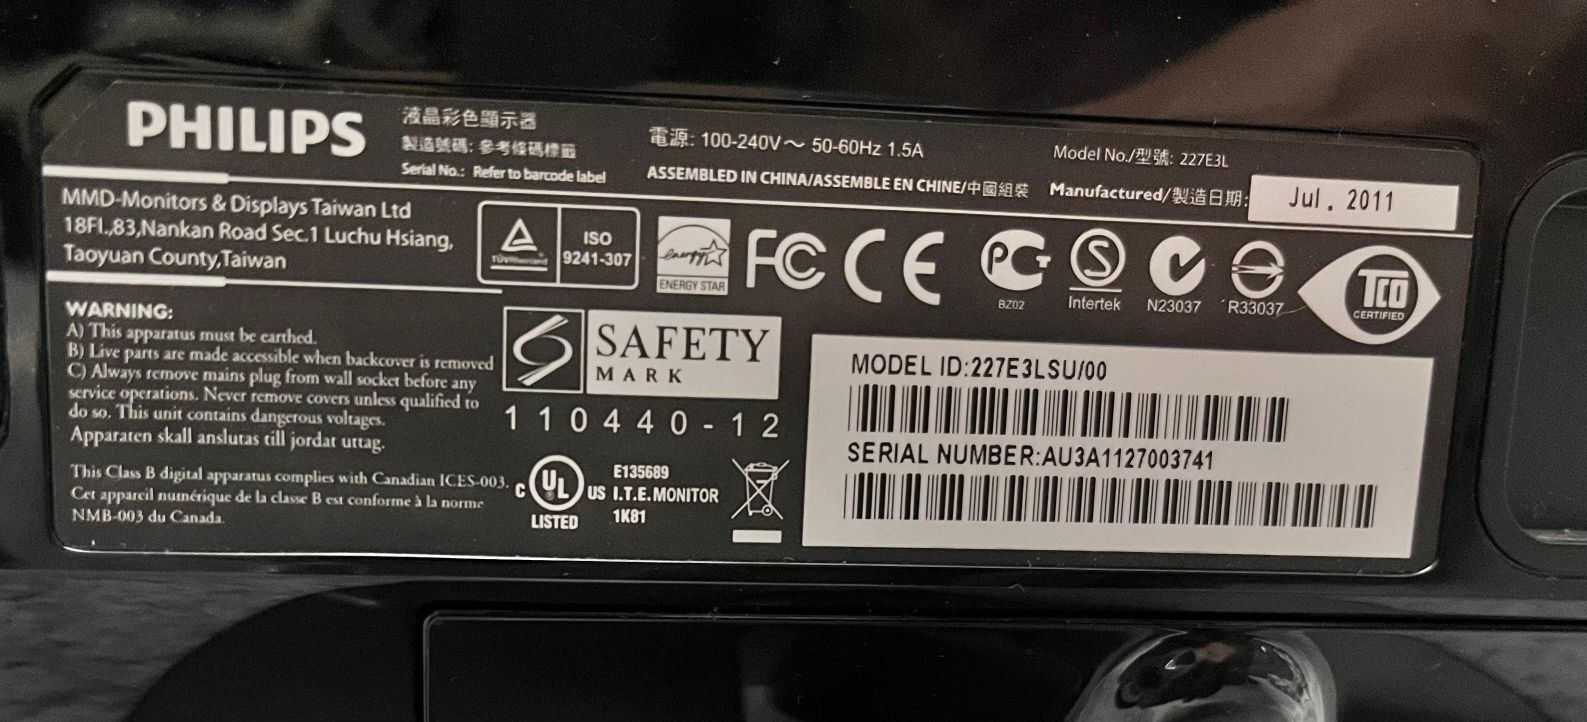 PHILIPS
液晶彩色顯示器
製造號碼: 參考條碼標籤
Serial No.: Refer to barcode label
電源: 100-240V～ 50-60Hz 1.5A
ASSEMBLED IN CHINA/ASSEMBLE EN CHINE/中國組裝
Model No./型號: 227E3L
Manufactured/製造日期:
Jul. 2011
MMD-Monitors & Displays Taiwan Ltd
18Fl.,83,Nankan Road Sec.1 Luchu Hsiang,
Taoyuan County,Taiwan
TÜVRheinland
ISO
9241-307
energy
ENERGY STAR
FC
CE
PCT
BZ02
S
Intertek
N23037
R33037
TCO
CERTIFIED
WARNING:
A) This apparatus must be earthed.
B) Live parts are made accessible when backcover is removed
C) Always remove mains plug from wall socket before any
service operations. Never remove covers unless qualified to
do so. This unit contains dangerous voltages.
Apparaten skall anslutas till jordat uttag.
This Class B digital apparatus complies with Canadian ICES-003.
Cet appareil numérique de la classe B est conforme à la norme
NMB-003 du Canada.
S
SAFETY
MARK
110440-12
C UL US
LISTED
E135689
I.T.E.MONITOR
1K81
MODEL ID:227E3LSU/00
SERIAL NUMBER:AU3A1127003741